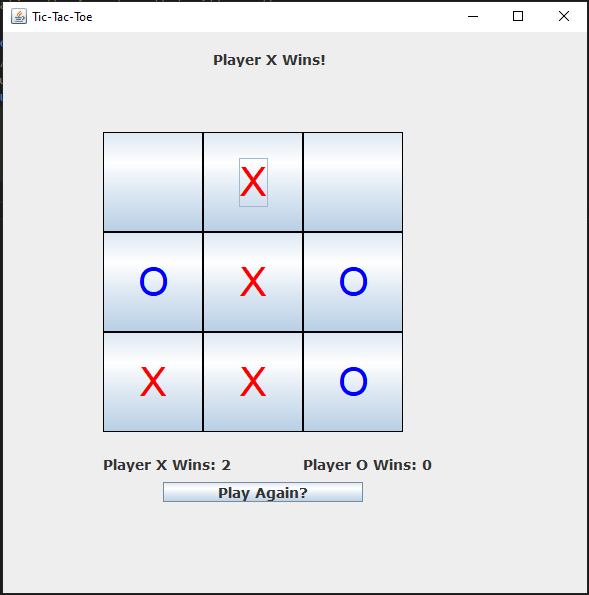 Tic-Tac-Toe
Player X Wins!
X
O X O
X X O
Player X Wins: 2 Player O Wins: 0
Play Again?